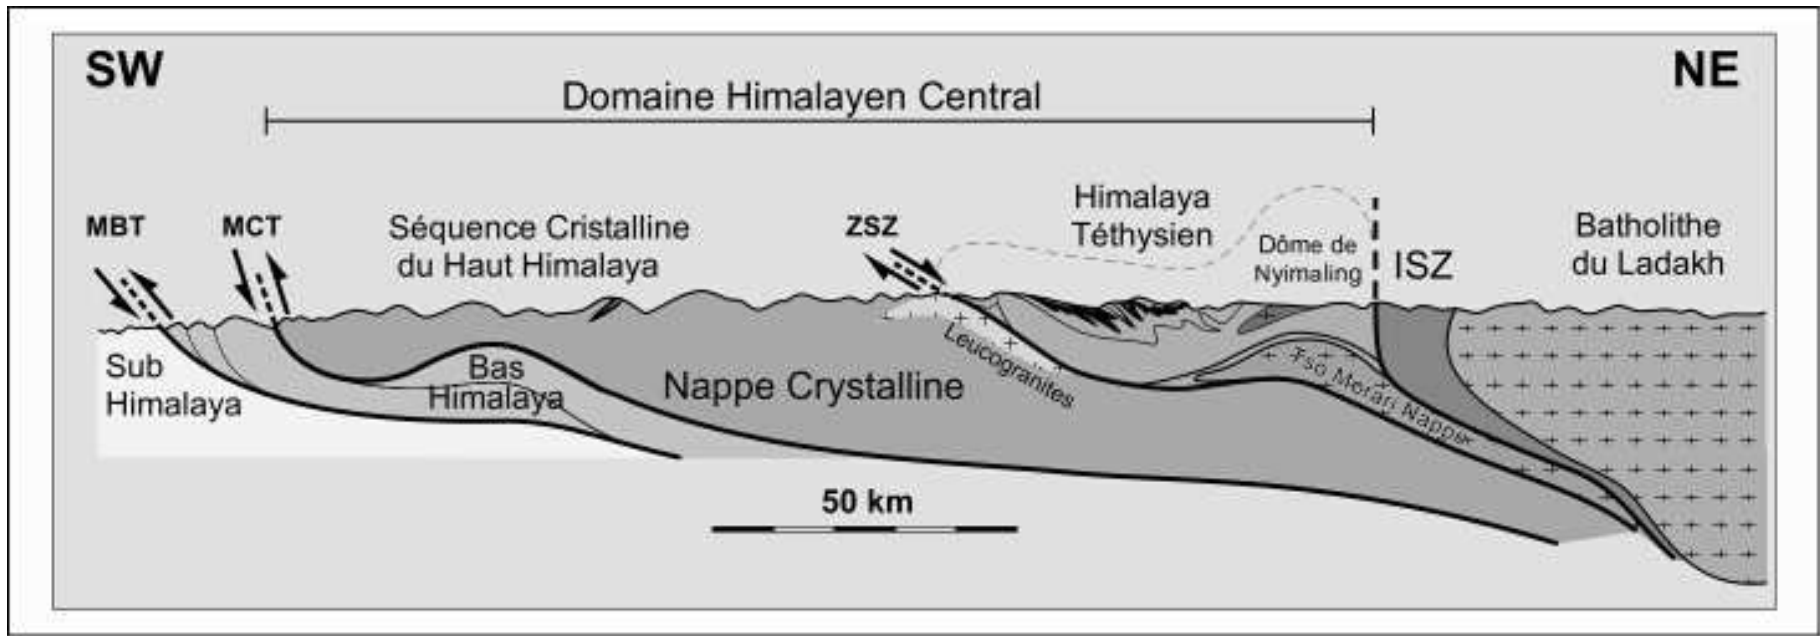 SW
NE
Domaine Himalayen Central
MBT
MCT
Séquence Cristalline
du Haut Himalaya
ZSZ
Himalaya
Téthysien
Dôme de
Nyimaling
ISZ
Batholithe
du Ladakh
Sub
Himalaya
Bas
Himalaya
Nappe Crystalline
Leucogranites
Tso Morari Nappe
50 km